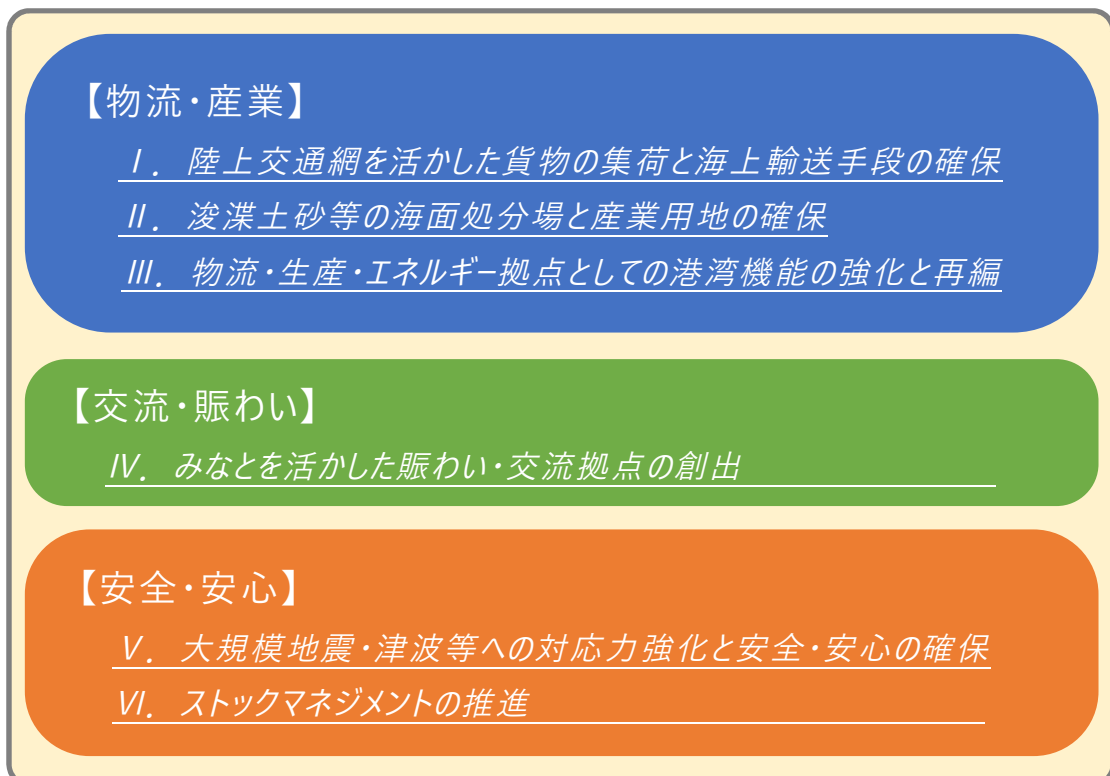 【物流・産業】
Ⅰ．陸上交通網を活かした貨物の集荷と海上輸送手段の確保
Ⅱ．浚渫土砂等の海面処分場と産業用地の確保
Ⅲ．物流・生産・エネルギー拠点としての港湾機能の強化と再編
【交流・賑わい】
Ⅳ．みなとを活かした賑わい・交流拠点の創出
【安全・安心】
Ⅴ．大規模地震・津波等への対応力強化と安全・安心の確保
Ⅵ．ストックマネジメントの推進